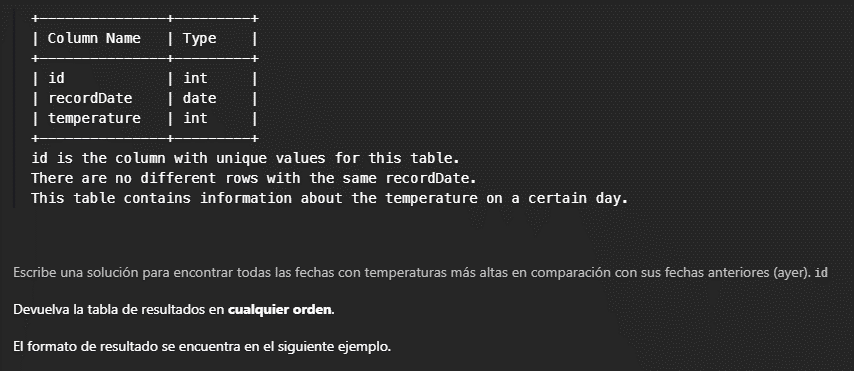 +---------------+---------+
| Column Name   | Type    |
+---------------+---------+
| id            | int     |
| recordDate    | date    |
| temperature   | int     |
+---------------+---------+
id is the column with unique values for this table.
There are no different rows with the same recordDate.
This table contains information about the temperature on a certain day.
Escribe una solución para encontrar todas las fechas con temperaturas más altas en comparación con sus fechas anteriores (ayer). id
Devuelva la tabla de resultados en cualquier orden.
El formato de resultado se encuentra en el siguiente ejemplo.